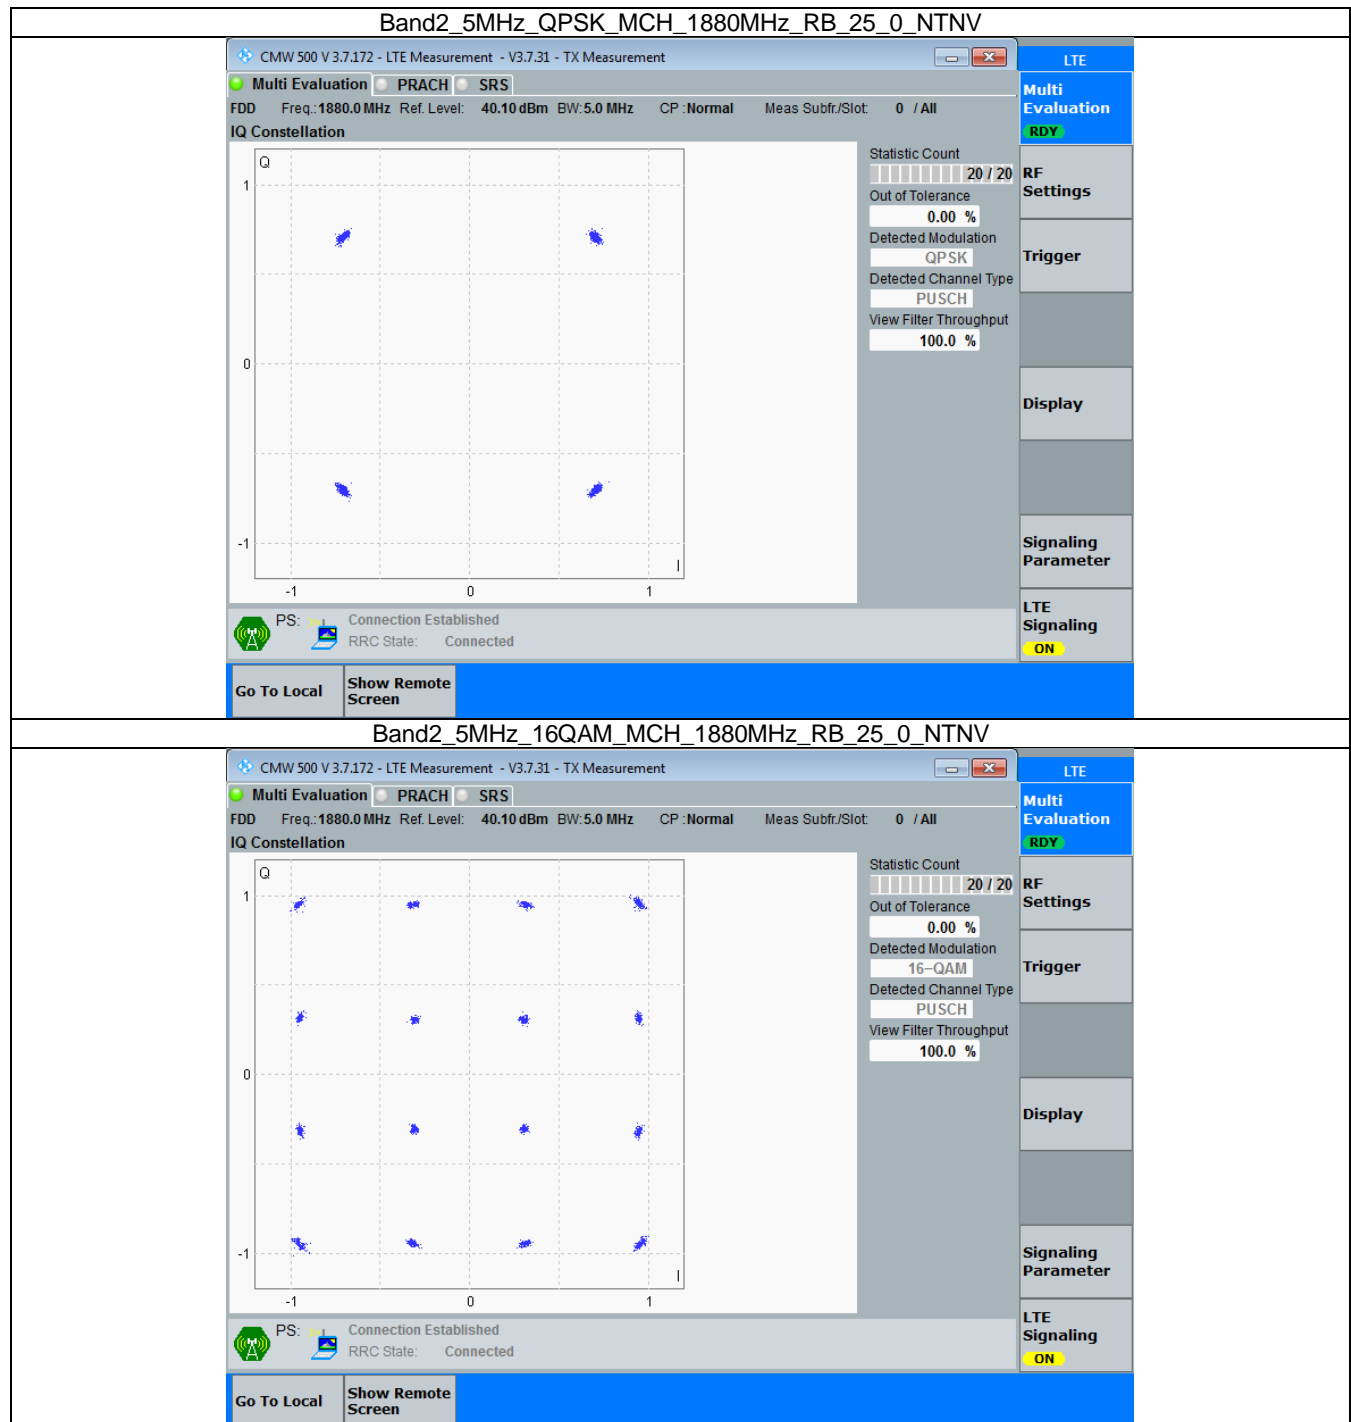 Band2_5MHz_QPSK_MCH_1880MHz_RB_25_0_NTNV
CMW 500 V 3.7.172 - LTE Measurement - V3.7.31 - TX Measurement
LTE
Multi Evaluation PRACH SRS
Multi
Evaluation
RDY
FDD Freq.: 1880.0 MHz Ref. Level: 40.10 dBm BW: 5.0 MHz CP : Normal Meas Subfr./Slot: 0 / All
IQ Constellation
Q
1
0
-1
I
-1 0 1
Statistic Count
20 / 20
Out of Tolerance
0.00 %
Detected Modulation
QPSK
Detected Channel Type
PUSCH
View Filter Throughput
100.0 %
RF
Settings
Trigger
Display
Signaling
Parameter
LTE
Signaling
ON
PS: Connection Established
RRC State: Connected
Go To Local
Show Remote
Screen
Band2_5MHz_16QAM_MCH_1880MHz_RB_25_0_NTNV
CMW 500 V 3.7.172 - LTE Measurement - V3.7.31 - TX Measurement
LTE
Multi Evaluation PRACH SRS
Multi
Evaluation
RDY
FDD Freq.: 1880.0 MHz Ref. Level: 40.10 dBm BW: 5.0 MHz CP : Normal Meas Subfr./Slot: 0 / All
IQ Constellation
Q
1
0
-1
I
-1 0 1
Statistic Count
20 / 20
Out of Tolerance
0.00 %
Detected Modulation
16-QAM
Detected Channel Type
PUSCH
View Filter Throughput
100.0 %
RF
Settings
Trigger
Display
Signaling
Parameter
LTE
Signaling
ON
PS: Connection Established
RRC State: Connected
Go To Local
Show Remote
Screen